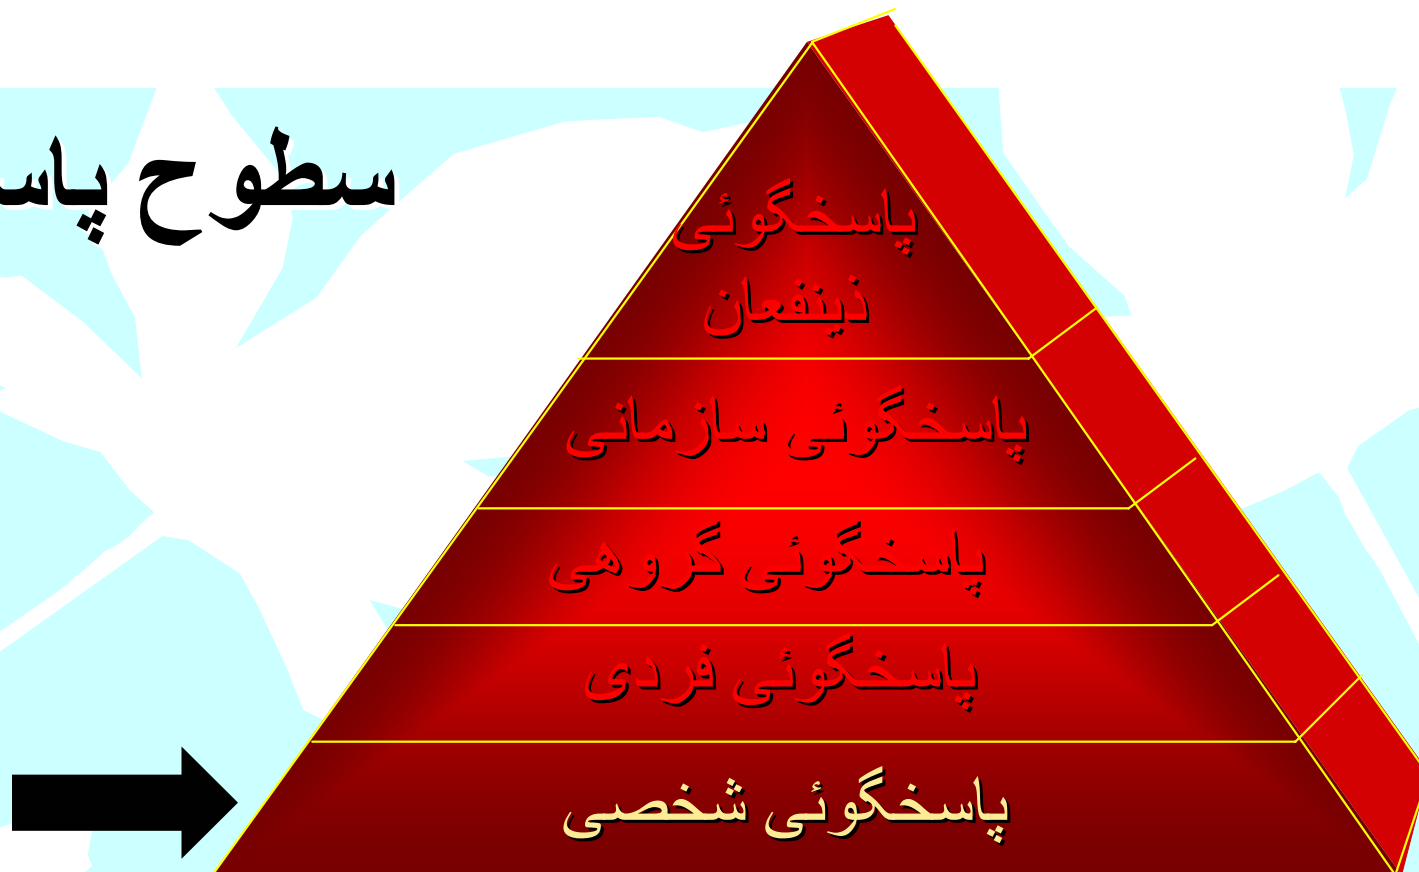 سطوح پاس
پاسخگوئی
ذینفعان
پاسخگوئی سازمانی
پاسخگوئی گروهی
پاسخگوئی فردی
پاسخگوئی شخصی